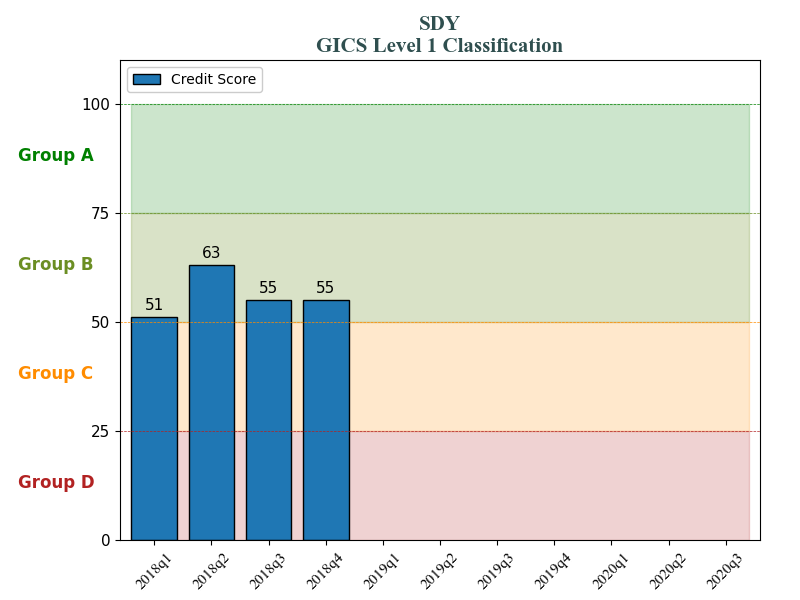 SDY
GICS Level 1 Classification
Credit Score
100
Group A
75
Group B
63
55
55
51
50
Group C
25
Group D
0
2018q1
2018q2
2018q3
2018q4
2019q1
2019q2
2019q3
2019q4
2020q1
2020q2
2020q3